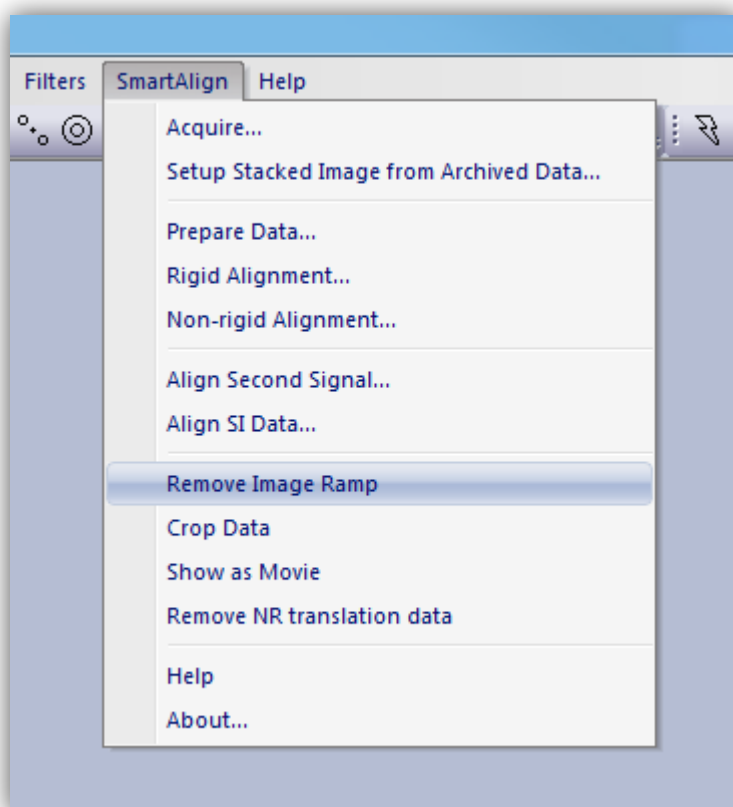 Filters SmartAlign Help
Acquire...
Setup Stacked Image from Archived Data...
Prepare Data...
Rigid Alignment...
Non-rigid Alignment...
Align Second Signal...
Align SI Data...
Remove Image Ramp
Crop Data
Show as Movie
Remove NR translation data
Help
About...